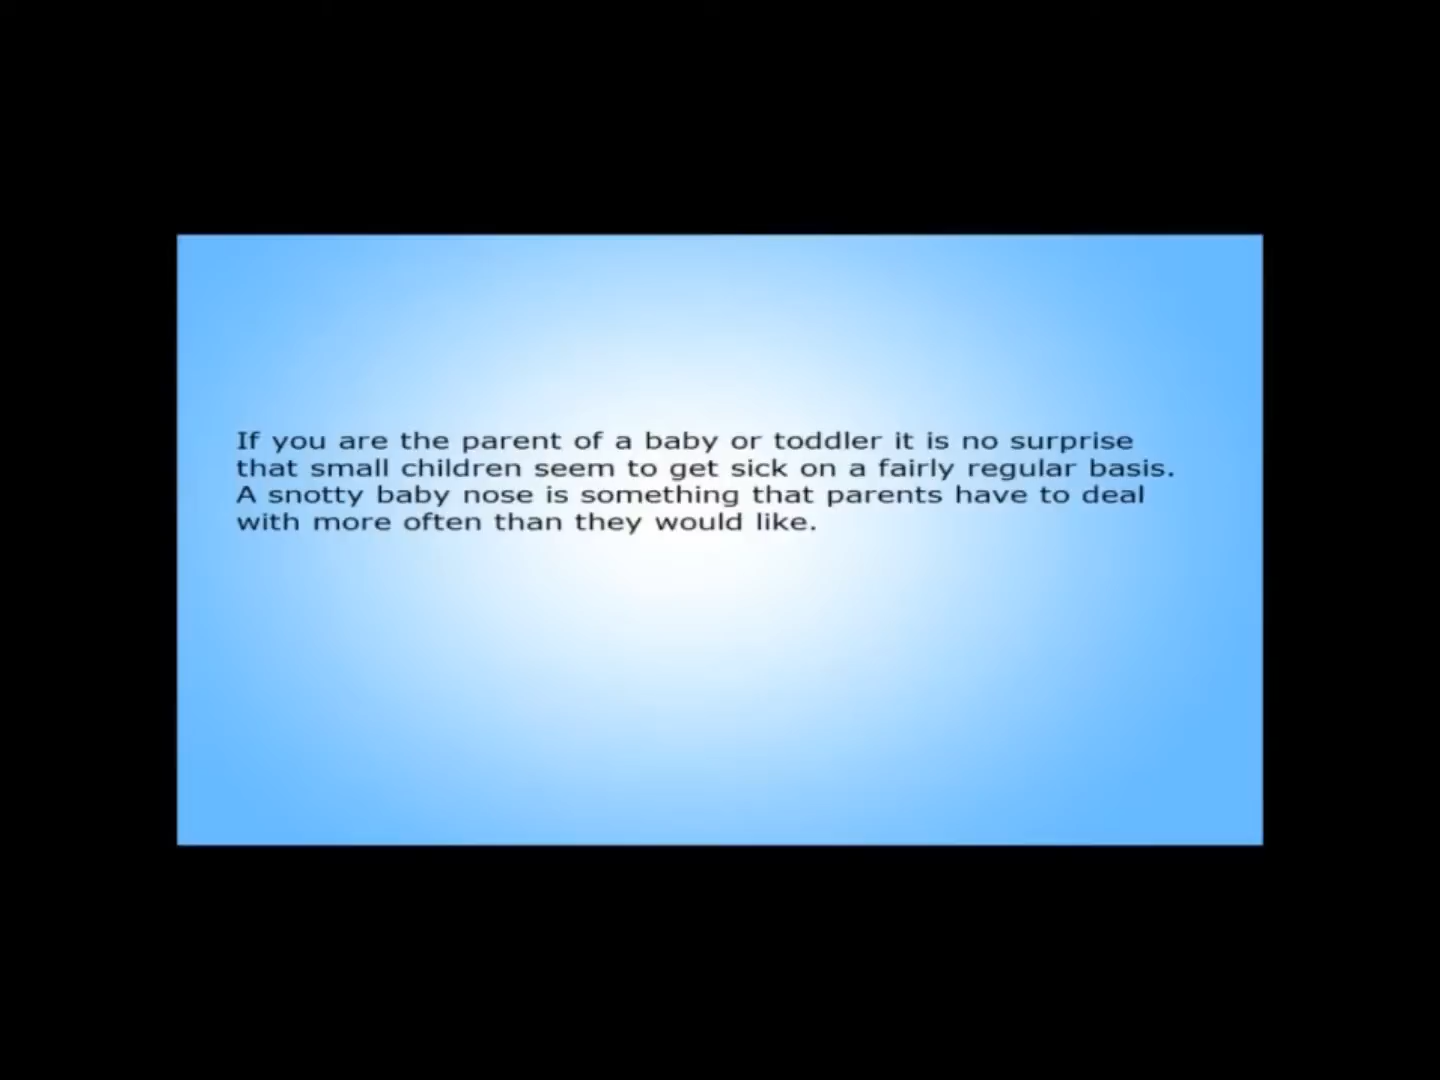 If you are the parent of a baby or toddler it is no surprise
that small children seem to get sick on a fairly regular basis.
A snotty baby nose is something that parents have to deal
with more often than they would like.